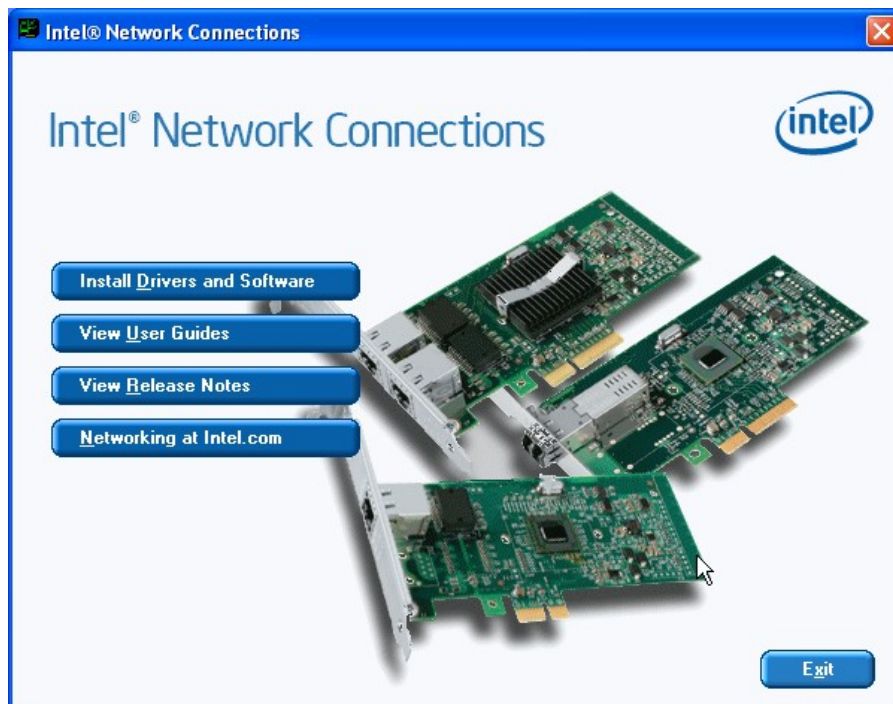 Intel® Network Connections
Intel® Network Connections
intel
Install Drivers and Software
View User Guides
View Release Notes
Networking at Intel.com
Exit